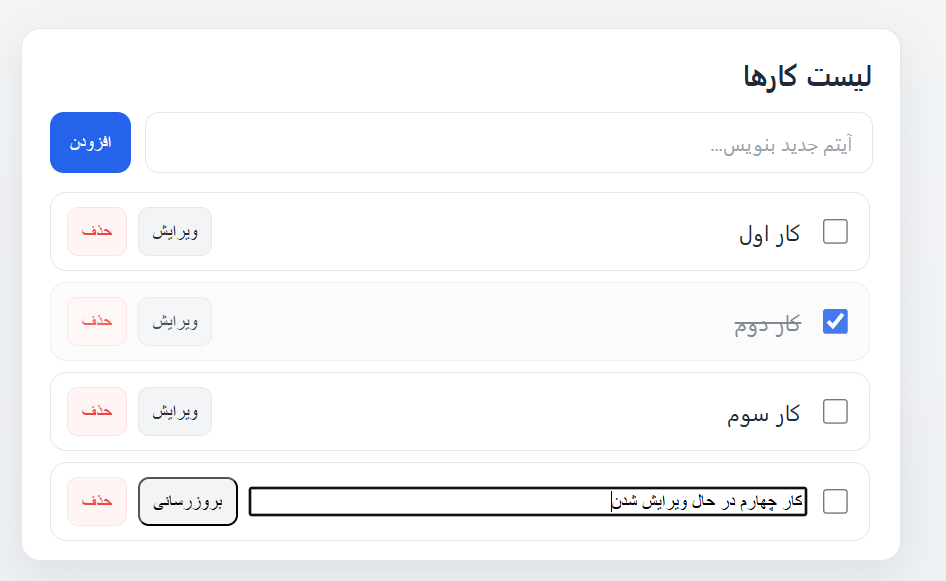 لیست کارها
آیتم جدید بنویس... افزودن
کار اول ویرایش حذف
کار دوم ویرایش حذف
کار سوم ویرایش حذف
کار چهارم در حال ویرایش شدن بروزرسانی حذف